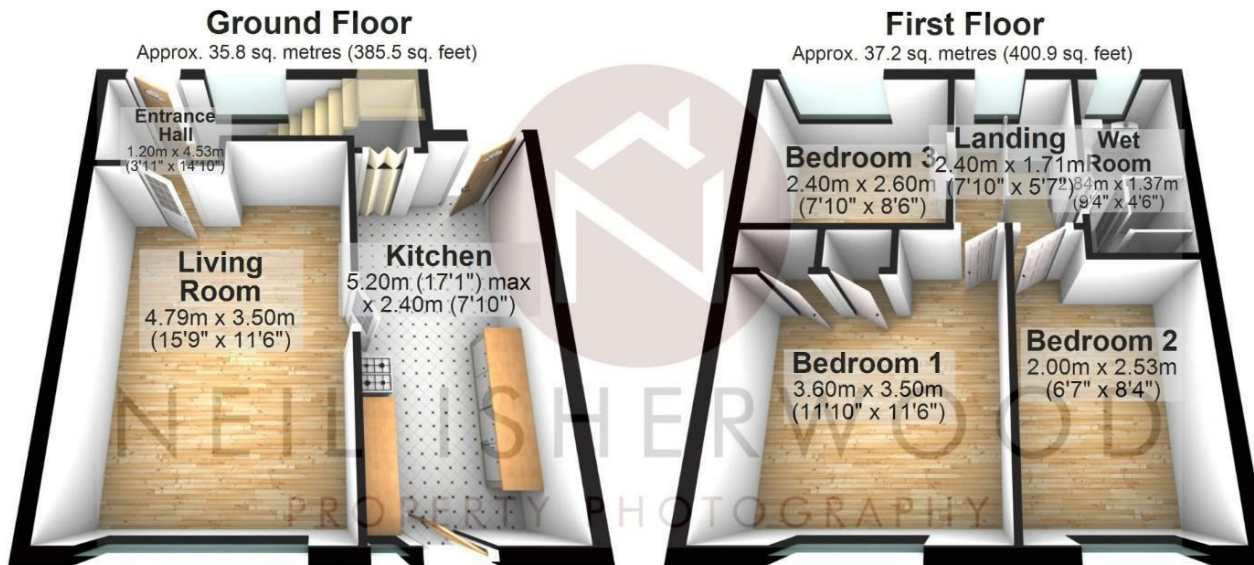 Ground Floor
Approx. 35.8 sq. metres (385.5 sq. feet)
Entrance
Hall
1.20m x 4.53m
(3'11" x 14'10")
Living
Room
4.79m x 3.50m
(15'9" x 11'6")
Kitchen
5.20m (17'1") max
x 2.40m (7'10")
First Floor
Approx. 37.2 sq. metres (400.9 sq. feet)
Bedroom 3
2.40m x 2.60m
(7'10" x 8'6")
Landing
2.40m x 1.71m
(7'10" x 5'7")
Wet
Room
2.84m x 1.37m
(9'4" x 4'6")
Bedroom 1
3.60m x 3.50m
(11'10" x 11'6")
Bedroom 2
2.00m x 2.53m
(6'7" x 8'4")
N
NEIL ISHERWOOD
PROPERTY PHOTOGRAPHY